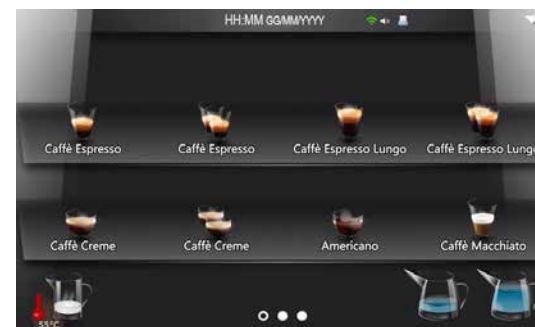 HH:MM GG/MM/YYYY
Caffè Espresso Caffè Espresso Caffè Espresso Lungo Caffè Espresso Lungo
Caffè Creme Caffè Creme Americano Caffè Macchiato
55°C